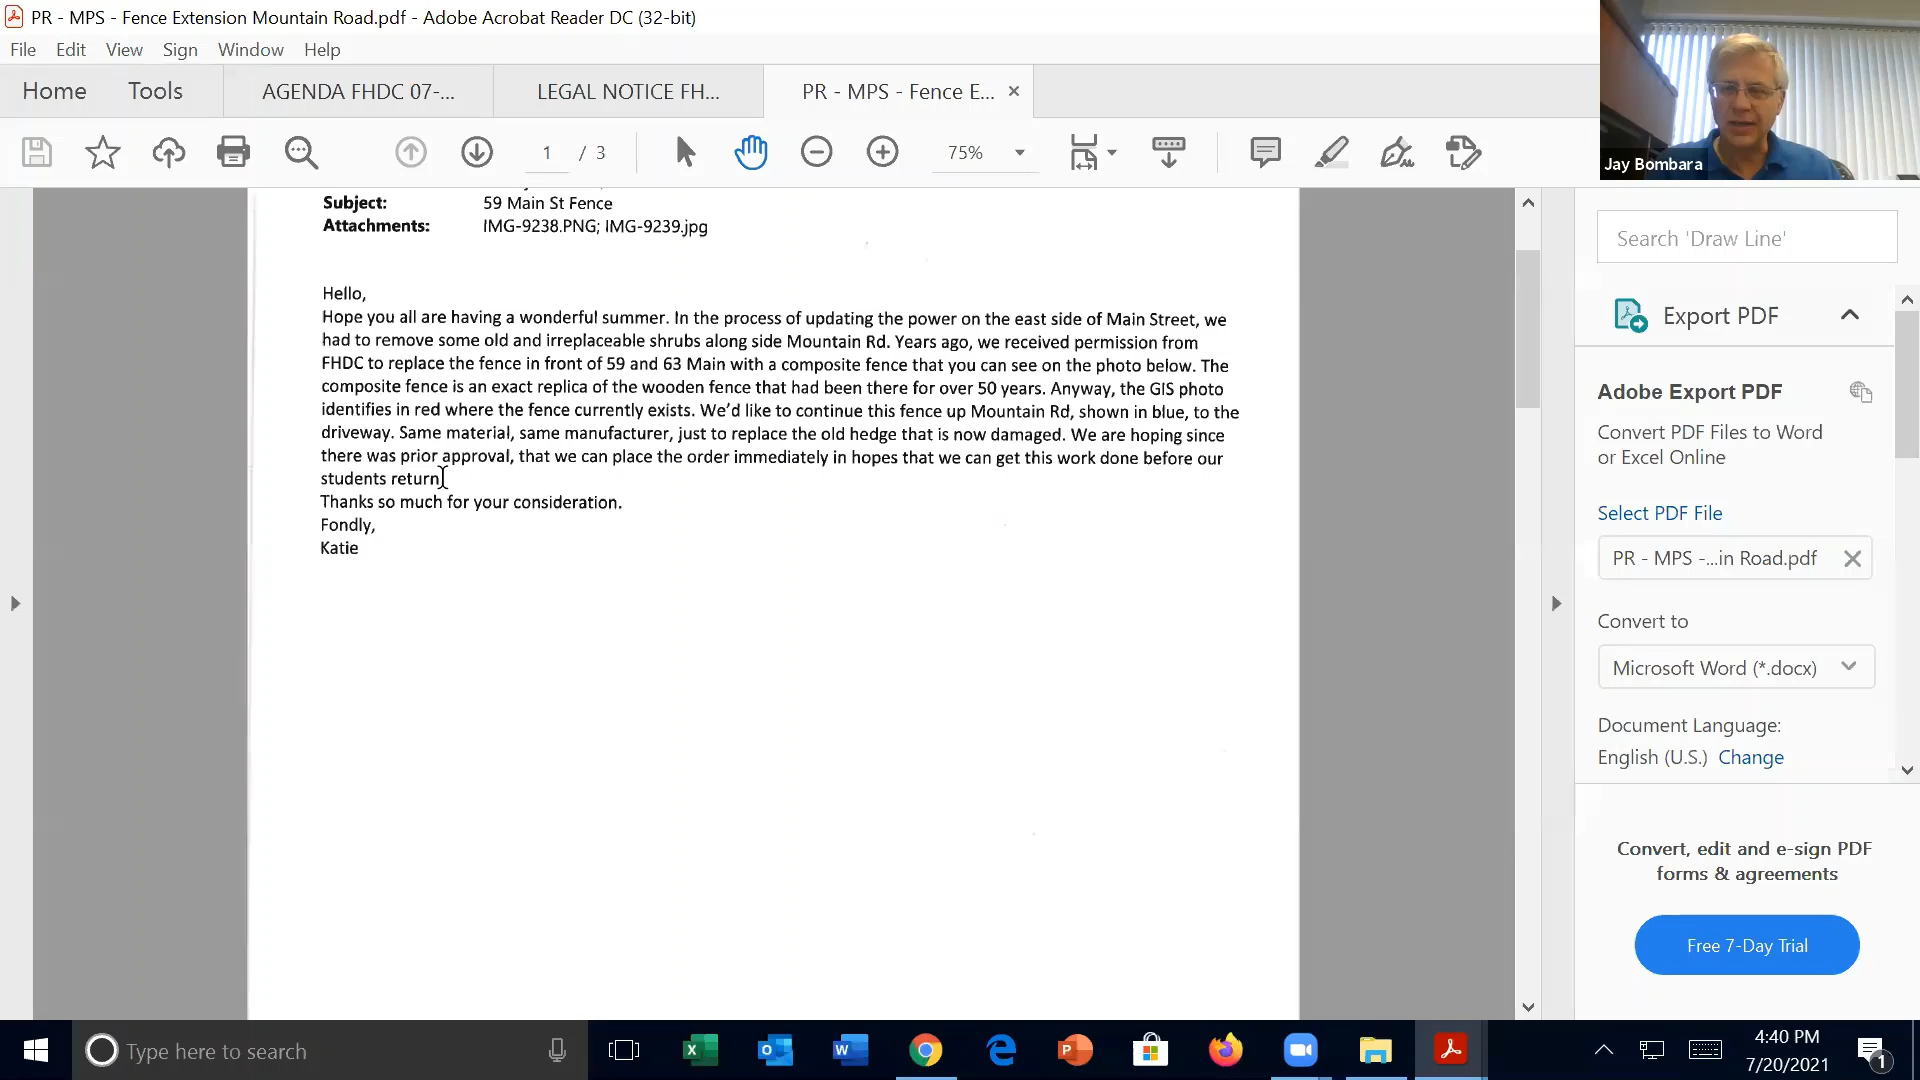 PR - MPS - Fence Extension Mountain Road.pdf - Adobe Acrobat Reader DC (32-bit)
File Edit View Sign Window Help
Home Tools AGENDA FHDC 07-... LEGAL NOTICE FH... PR - MPS - Fence E...
1 / 3 75%
Jay Bombara
Subject: 59 Main St Fence
Attachments: IMG-9238.PNG; IMG-9239.jpg
Hello,
Hope you all are having a wonderful summer. In the process of updating the power on the east side of Main Street, we
had to remove some old and irreplaceable shrubs along side Mountain Rd. Years ago, we received permission from
FHDC to replace the fence in front of 59 and 63 Main with a composite fence that you can see on the photo below. The
composite fence is an exact replica of the wooden fence that had been there for over 50 years. Anyway, the GIS photo
identifies in red where the fence currently exists. We'd like to continue this fence up Mountain Rd, shown in blue, to the
driveway. Same material, same manufacturer, just to replace the old hedge that is now damaged. We are hoping since
there was prior approval, that we can place the order immediately in hopes that we can get this work done before our
students return
Thanks so much for your consideration.
Fondly,
Katie
Search 'Draw Line'
Export PDF
Adobe Export PDF
Convert PDF Files to Word
or Excel Online
Select PDF File
PR - MPS -...in Road.pdf
Convert to
Microsoft Word (*.docx)
Document Language:
English (U.S.) Change
Convert, edit and e-sign PDF
forms & agreements
Free 7-Day Trial
Type here to search
4:40 PM
7/20/2021
1